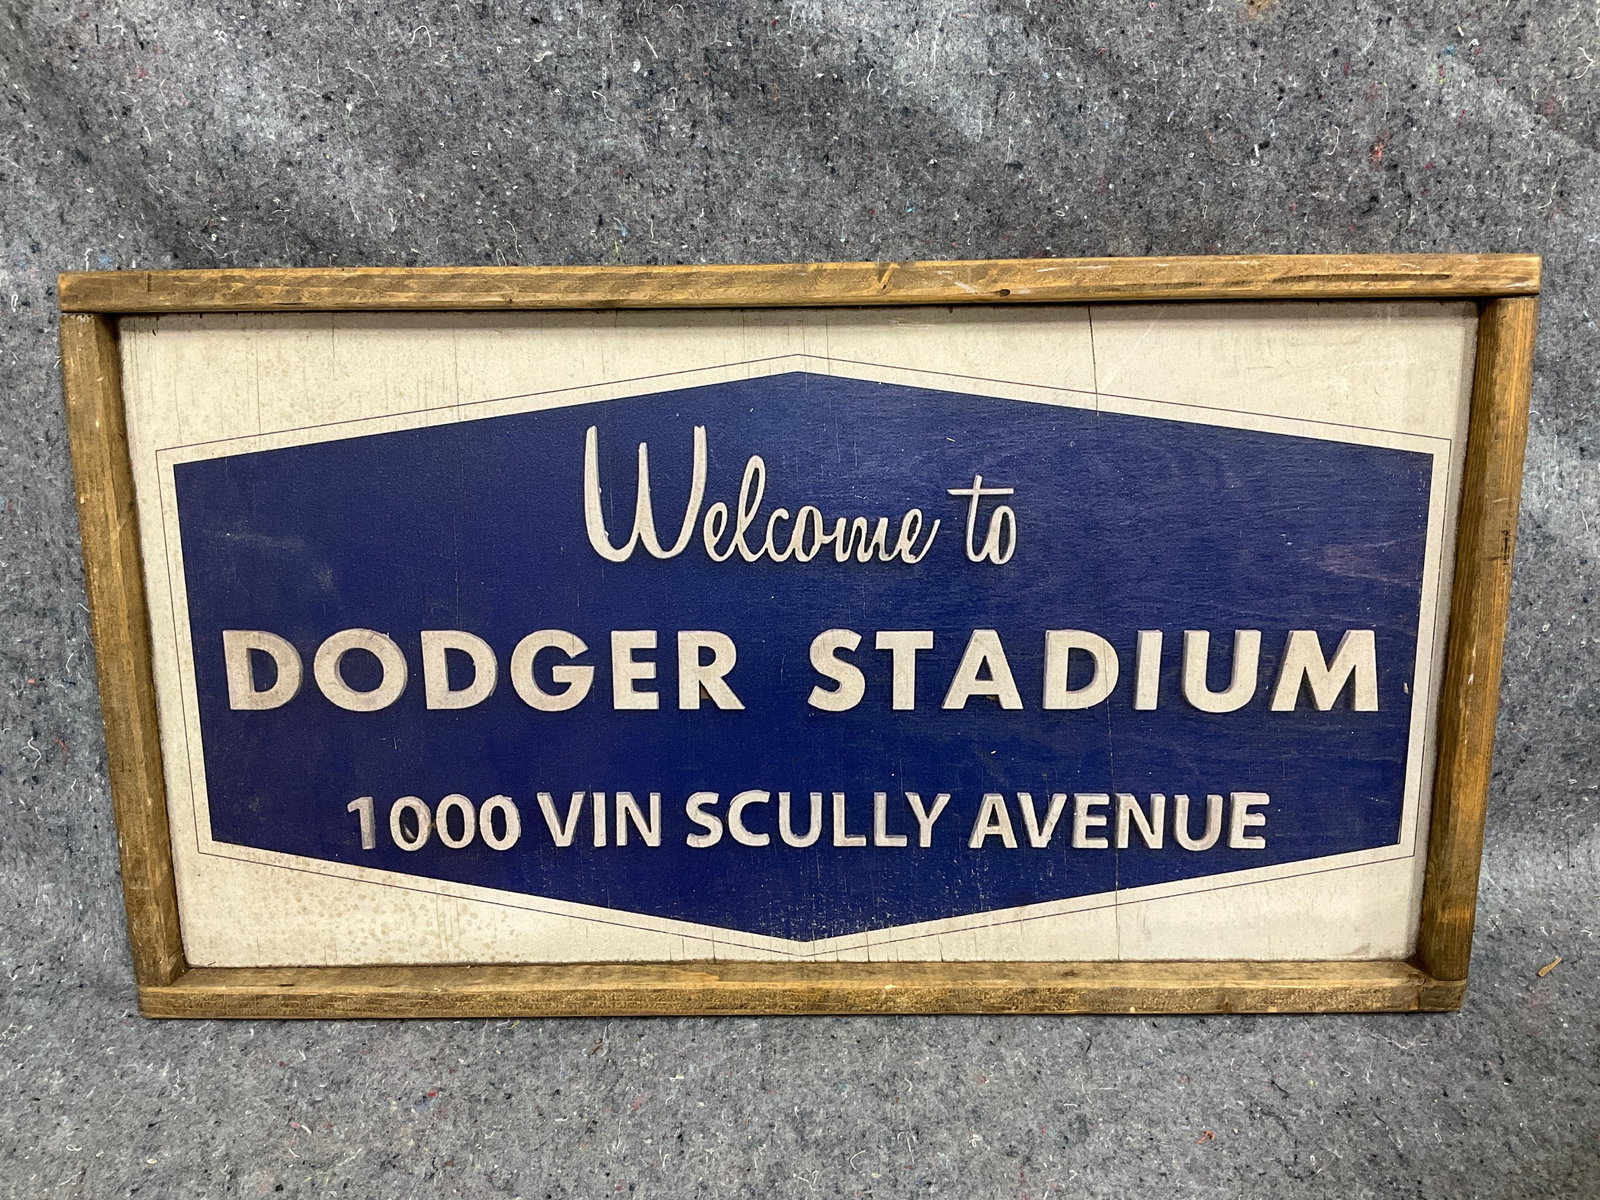 Welcome to
DODGER STADIUM
1000 VIN SCULLY AVENUE